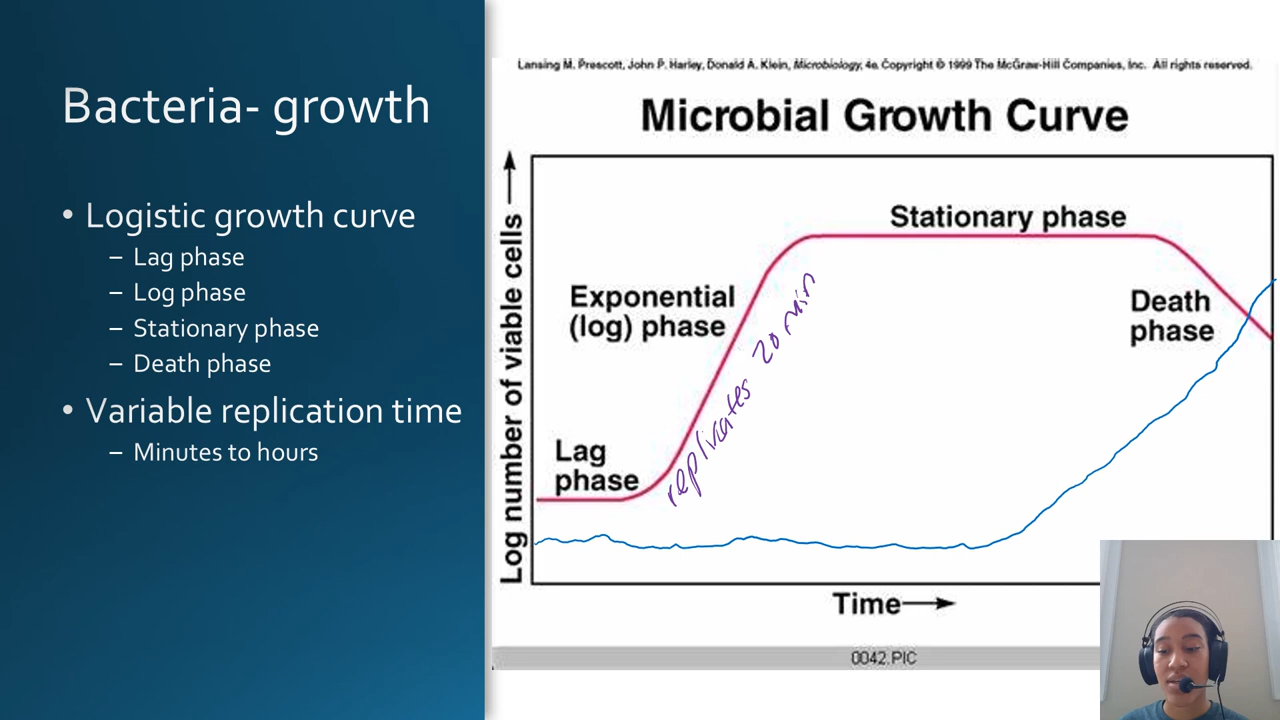 Bacteria- growth
• Logistic growth curve
– Lag phase
– Log phase
– Stationary phase
– Death phase
• Variable replication time
– Minutes to hours
Lansing M. Prescott, John P. Harley, Donald A. Klein, Microbiology, 4e. Copyright © 1999 The McGraw-Hill Companies, Inc. All rights reserved.
Microbial Growth Curve
Log number of viable cells
Stationary phase
Exponential
(log) phase
Death
phase
replicates 20 min
Lag
phase
Time
0042.PIC